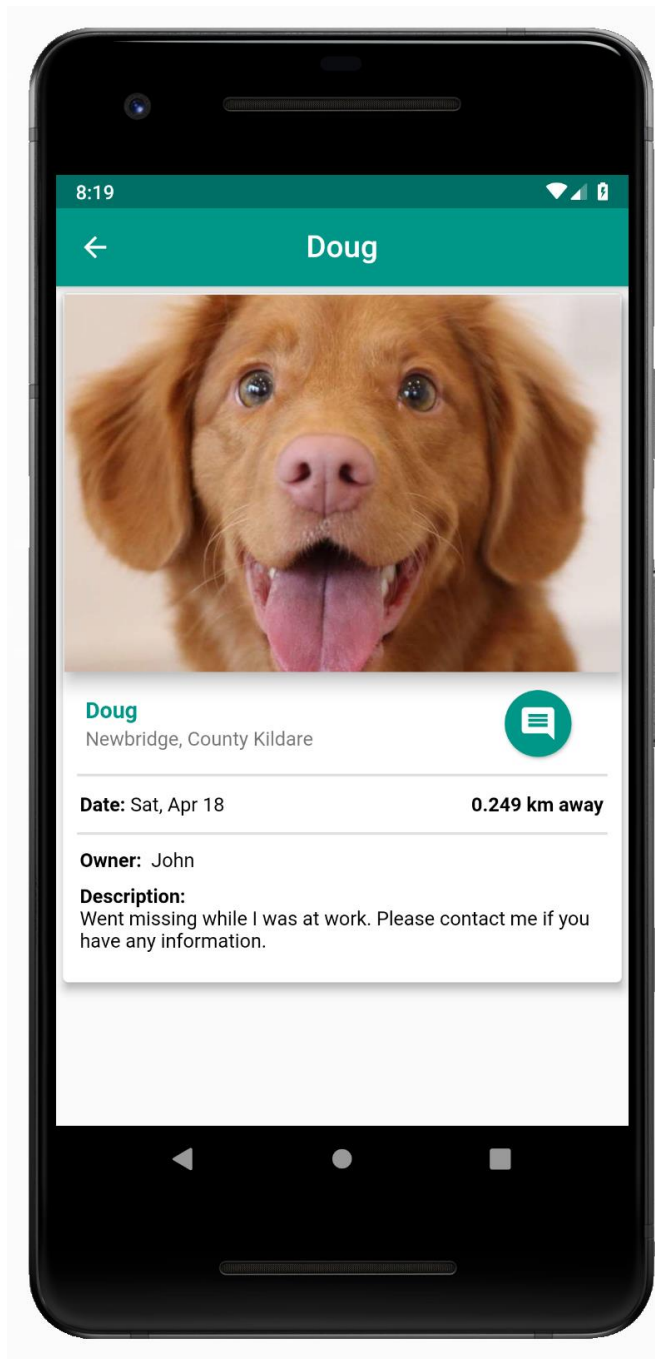 8:19
Doug
Doug
Newbridge, County Kildare
Date: Sat, Apr 18
0.249 km away
Owner: John
Description:
Went missing while I was at work. Please contact me if you
have any information.